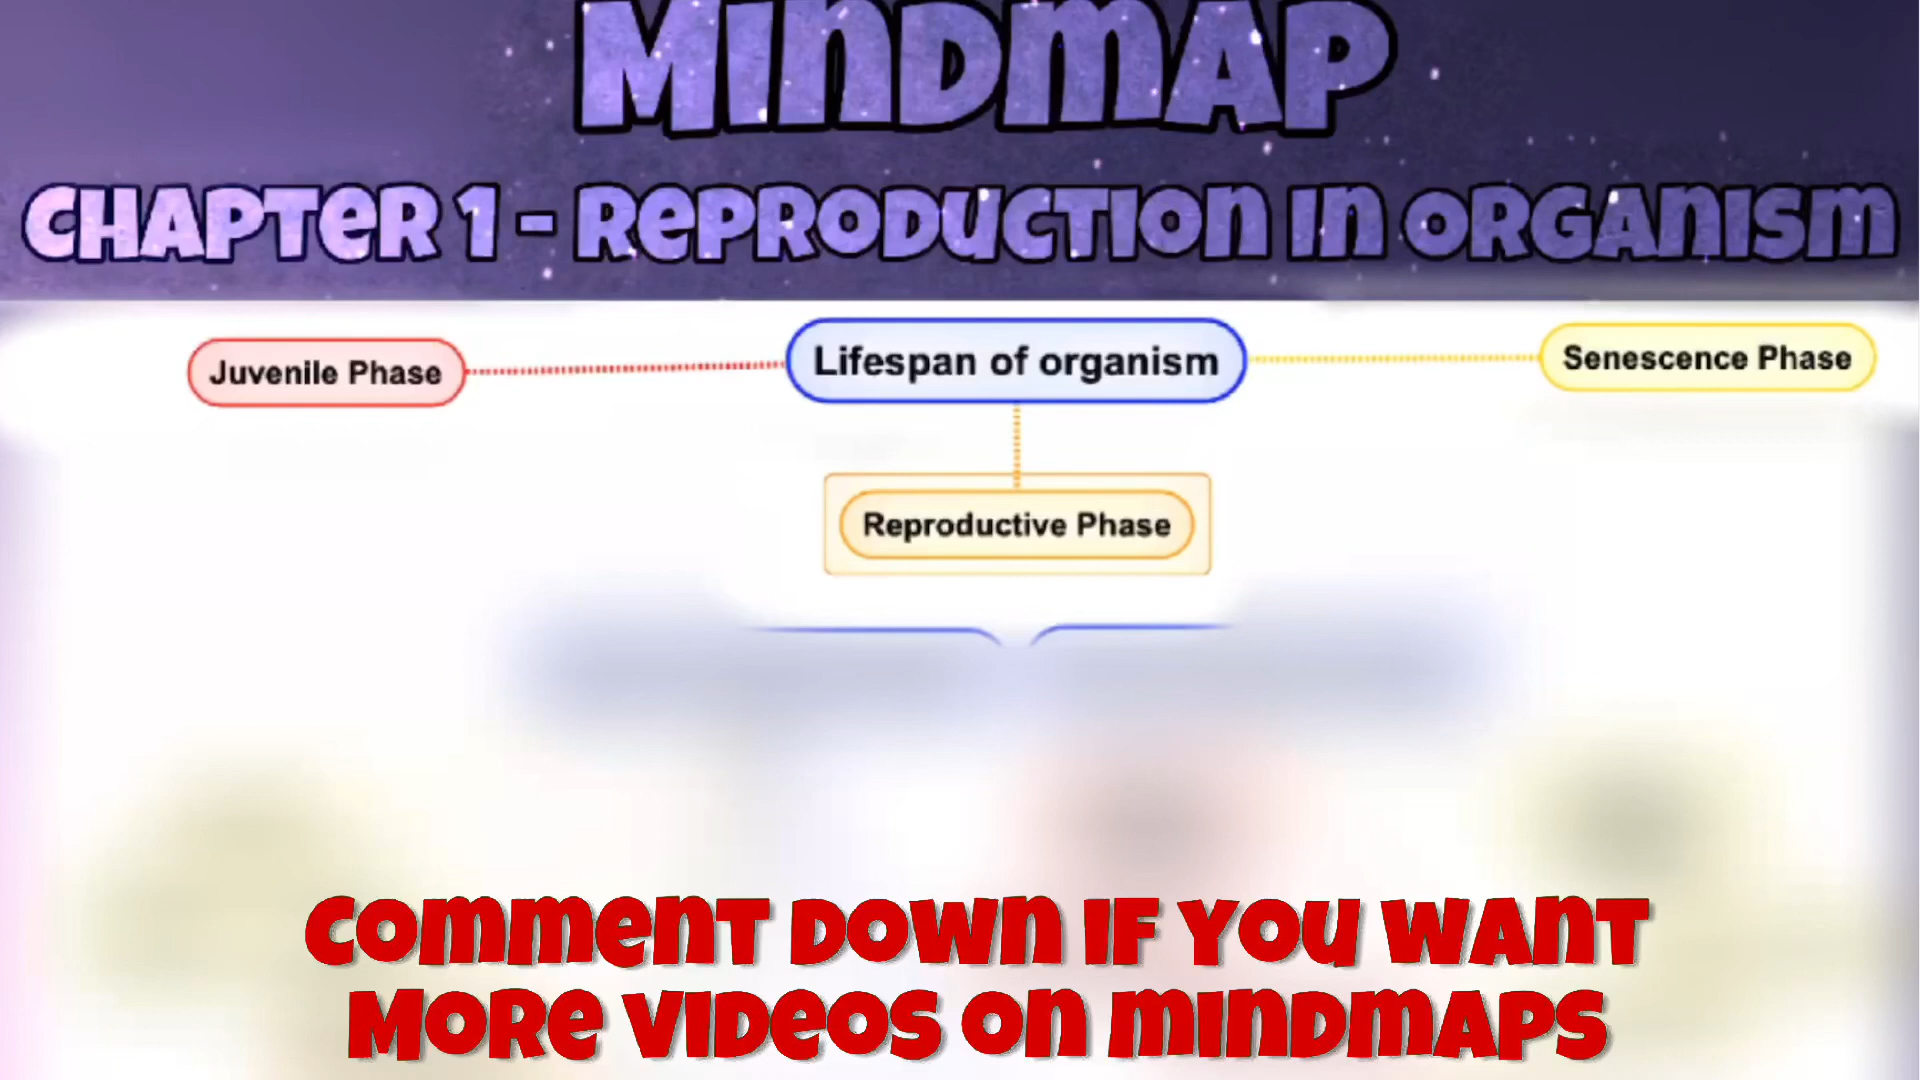 MINDMAP
CHAPTER 1 - REPRODUCTION IN ORGANISM
Juvenile Phase
Lifespan of organism
Senescence Phase
Reproductive Phase
COMMENT DOWN IF YOU WANT
MORE VIDEOS ON MINDMAPS